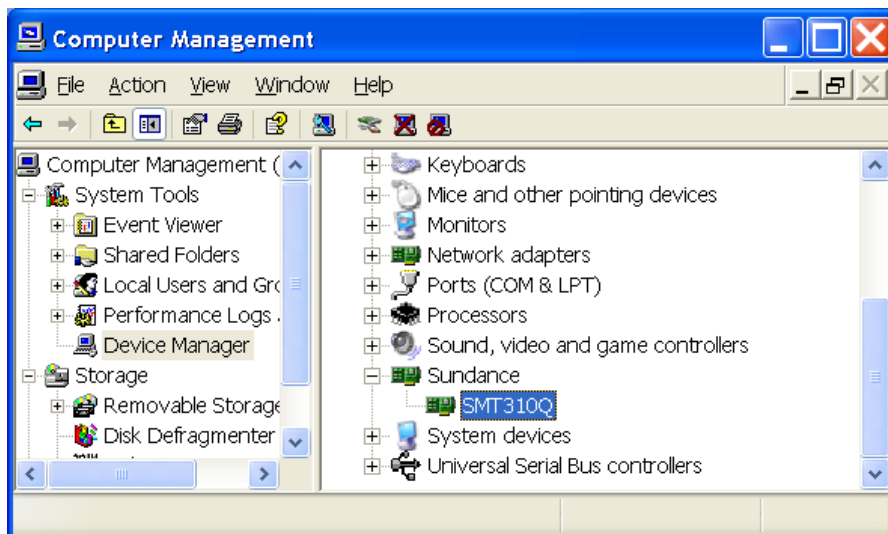 Computer Management
File Action View Window Help
Computer Management (
System Tools
Event Viewer
Shared Folders
Local Users and Gro
Performance Logs
Device Manager
Storage
Removable Storage
Disk Defragmenter
Keyboards
Mice and other pointing devices
Monitors
Network adapters
Ports (COM & LPT)
Processors
Sound, video and game controllers
Sundance
SMT310Q
System devices
Universal Serial Bus controllers